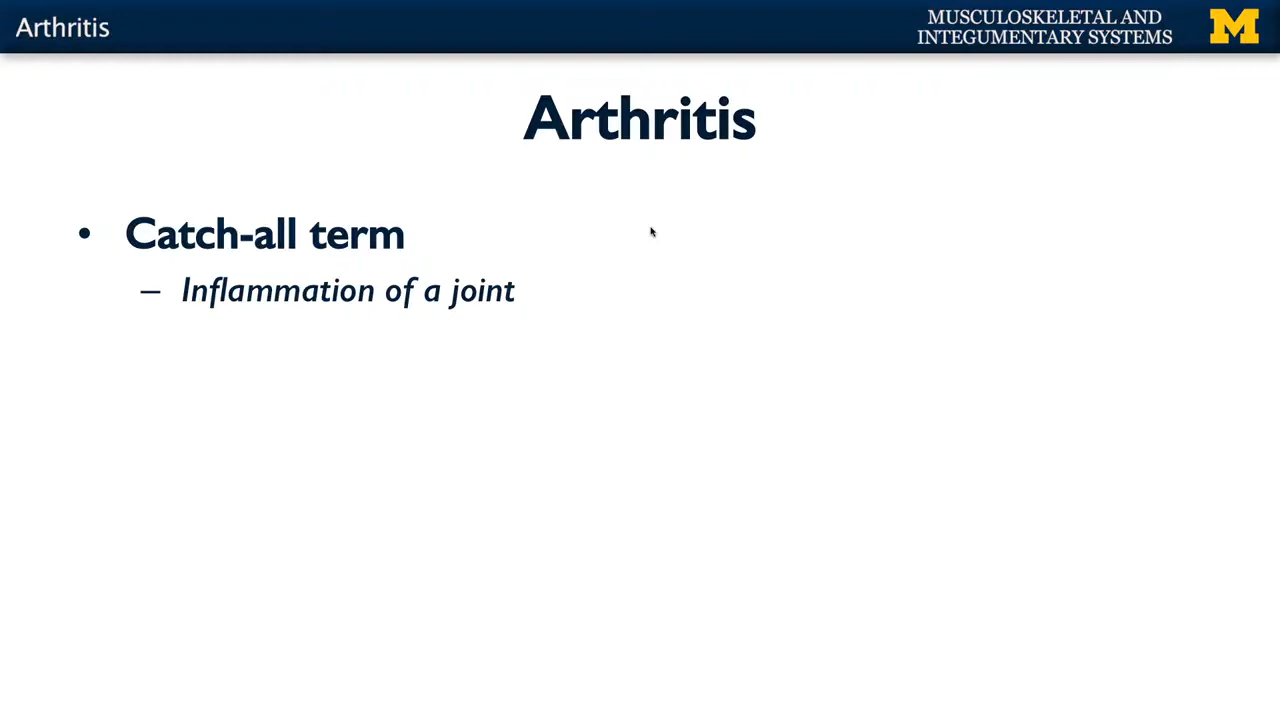 Arthritis
MUSCULOSKELETAL AND
INTEGUMENTARY SYSTEMS
M
Arthritis
• Catch-all term
– Inflammation of a joint